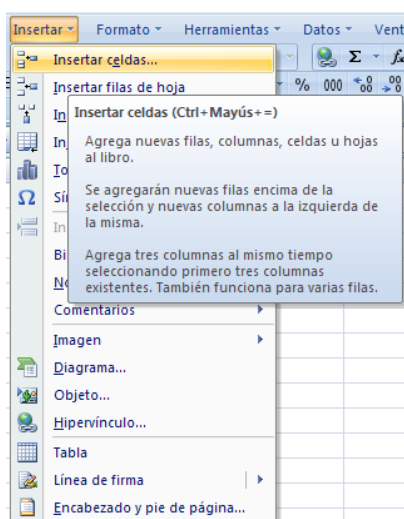 Insertar Formato Herramientas Datos Vent
Insertar celdas...
Insertar filas de hoja
% 000
Insertar celdas (Ctrl+Mayús+=)
Agrega nuevas filas, columnas, celdas u hojas
al libro.
Se agregarán nuevas filas encima de la
selección y nuevas columnas a la izquierda de
la misma.
Agrega tres columnas al mismo tiempo
seleccionando primero tres columnas
existentes. También funciona para varias filas.
Comentarios
Imagen
Diagrama...
Objeto...
Hipervínculo...
Tabla
Línea de firma
Encabezado y pie de página...